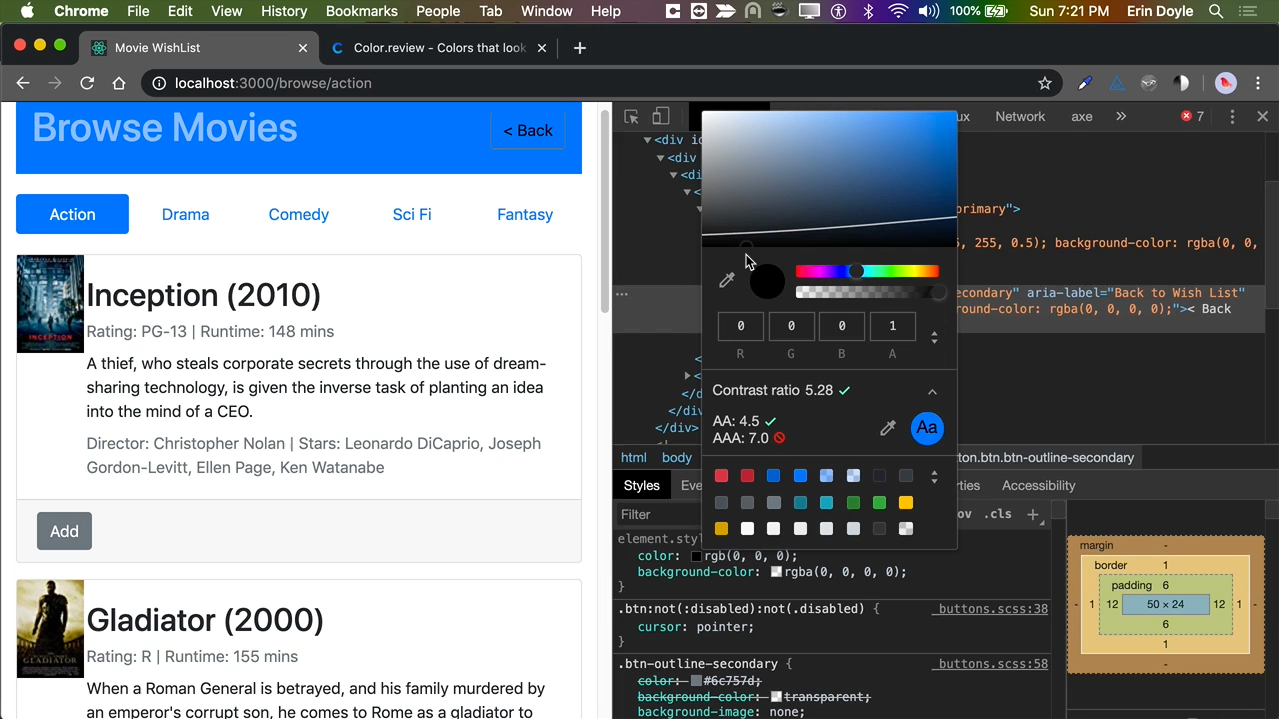 Chrome File Edit View History Bookmarks People Tab Window Help 100% Sun 7:21 PM Erin Doyle
Movie WishList Color.review - Colors that look
localhost:3000/browse/action
Browse Movies
< Back
Action Drama Comedy Sci Fi Fantasy
Inception (2010)
Rating: PG-13 | Runtime: 148 mins
A thief, who steals corporate secrets through the use of dream-
sharing technology, is given the inverse task of planting an idea
into the mind of a CEO.
Director: Christopher Nolan | Stars: Leonardo DiCaprio, Joseph
Gordon-Levitt, Ellen Page, Ken Watanabe
INCEPTION
Add
Gladiator (2000)
Rating: R | Runtime: 155 mins
When a Roman General is betrayed, and his family murdered by
an emperor's corrupt son, he comes to Rome as a gladiator to
GLADIATOR
ux Network axe » 7
<div
<div
<di
<
primary">
, 255, 0.5); background-color: rgba(0, 0,
econdary" aria-label="Back to Wish List"
ound-color: rgba(0, 0, 0, 0);">< Back
<
<
</d
</di
</div>
0 0 0 1
R G B A
Contrast ratio 5.28
AA: 4.5
AAA: 7.0
Aa
html body ton.btn.btn-outline-secondary
Styles Eve rties Accessibility
Filter ov .cls +
element.sty
color: rgb(0, 0, 0);
background-color: rgba(0, 0, 0, 0);
}
.btn:not(:disabled):not(.disabled) { _buttons.scss:38
cursor: pointer;
}
.btn-outline-secondary { _buttons.scss:58
color: #6c757d;
background-color: transparent;
background-image: none;
margin -
border 1
padding 6
- 1 12 50 × 24 12 1 -
6
1
-